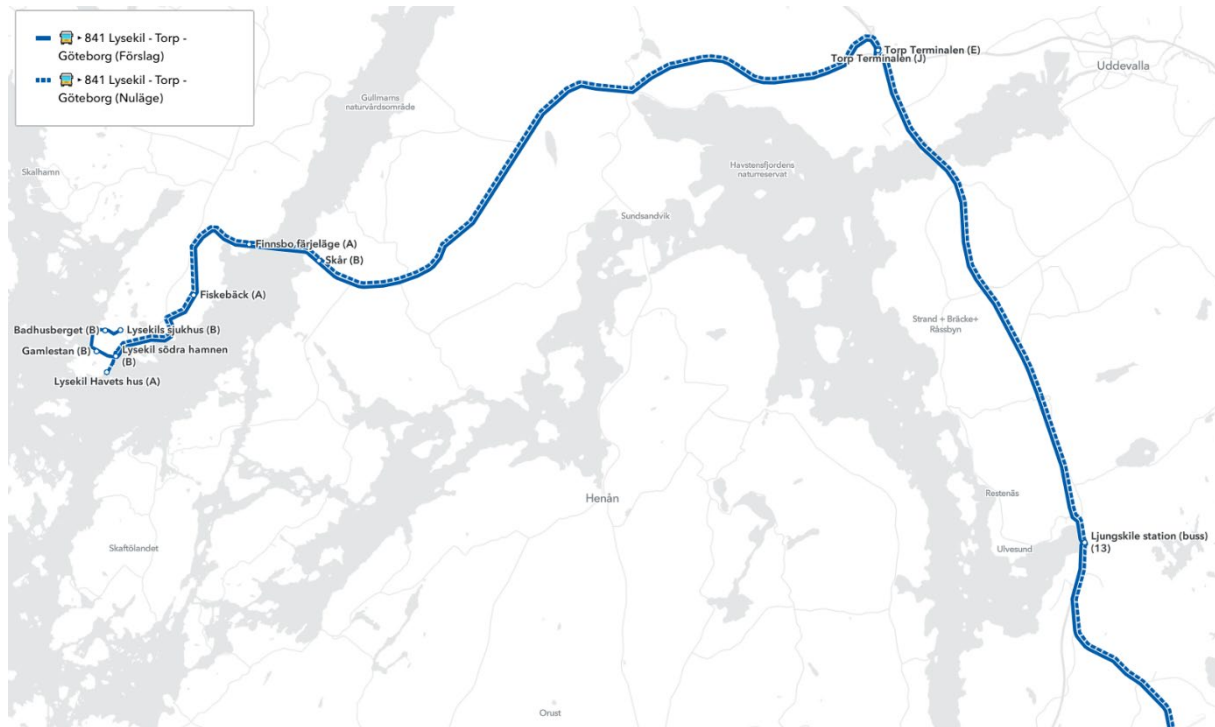 841 Lysekil - Torp -
Göteborg (Förslag)
841 Lysekil - Torp -
Göteborg (Nuläge)
Torp Terminalen (E)
Torp Terminalen (J)
Uddevalla
Gullmarns
naturvårdsområde
Skalhamn
Havstensfjordens
naturreservat
Sundsandvik
Finnsbo färjeläge (A)
Skår (B)
Fiskebäck (A)
Strand + Bräcke+
Råssbyn
Badhusberget (B)
Lysekils sjukhus (B)
Gamlestan (B)
Lysekil södra hamnen
(B)
Lysekil Havets hus (A)
Henån
Restenäs
Ljungskile station (buss)
(13)
Ulvesund
Skaftölandet
Orust